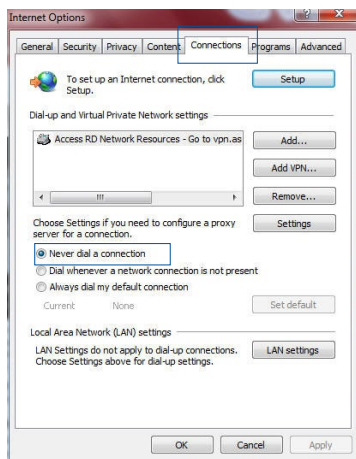 Internet Options
General Security Privacy Content Connections Programs Advanced
To set up an Internet connection, click Setup.
Setup
Dial-up and Virtual Private Network settings
Access RD Network Resources - Go to vpn.as
Add...
Add VPN...
Remove...
Choose Settings if you need to configure a proxy
server for a connection.
Settings
Never dial a connection
Dial whenever a network connection is not present
Always dial my default connection
Current None
Set default
Local Area Network (LAN) settings
LAN Settings do not apply to dial-up connections.
Choose Settings above for dial-up settings.
LAN settings
OK Cancel Apply